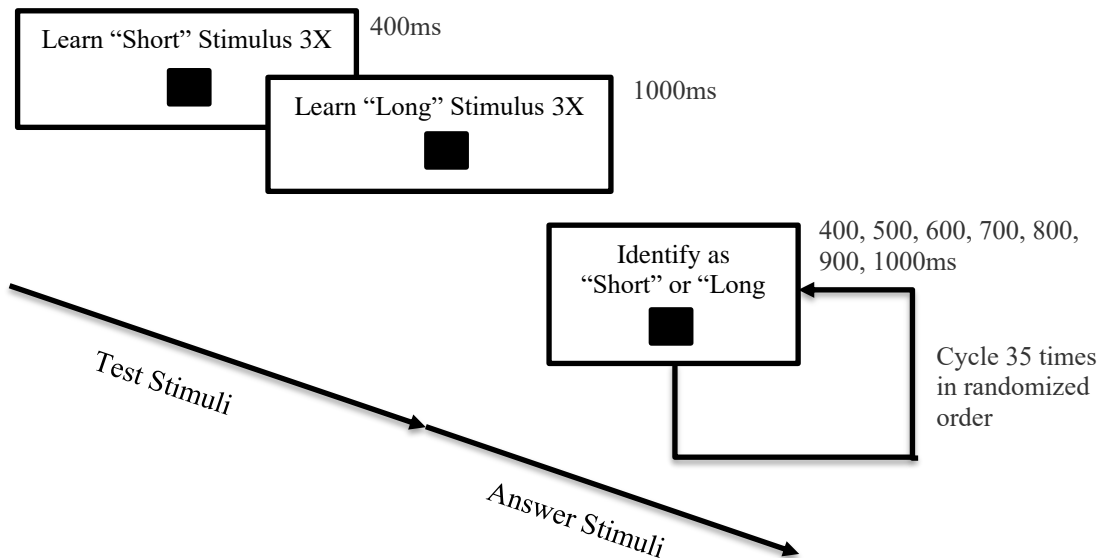 Learn “Short” Stimulus 3X
400ms
Learn “Long” Stimulus 3X
1000ms
Identify as
“Short” or “Long
400, 500, 600, 700, 800,
900, 1000ms
Cycle 35 times
in randomized
order
Test Stimuli
Answer Stimuli